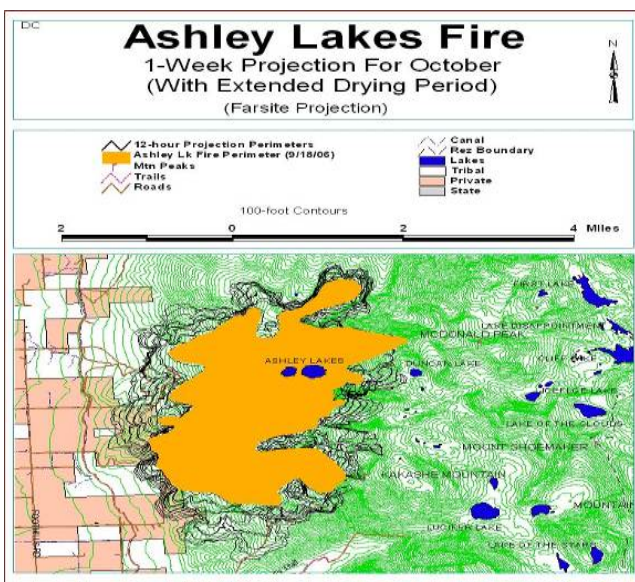 DC
Ashley Lakes Fire
1-Week Projection For October
(With Extended Drying Period)
(Farsite Projection)
N
12-hour Projection Perimeters
Ashley Lk Fire Perimeter (9/18/06)
Mtn Peaks
Trails
Roads
Canal
Rez Boundary
Lakes
Tribal
Private
State
100-foot Contours
2 0 2 4 Miles
FIRST LAKE
LAKE DISAPPOINTMENT
MCDONALD PEAK
ASHLEY LAKES
DUNCAN LAKE
CLIFF LAKE
LAKE OF THE CLOUDS
MOUNT SHOEMAKER
KAKASHE MOUNTAIN
MOUNTAIN
LUCIFER LAKE
LAKE OF THE STARS